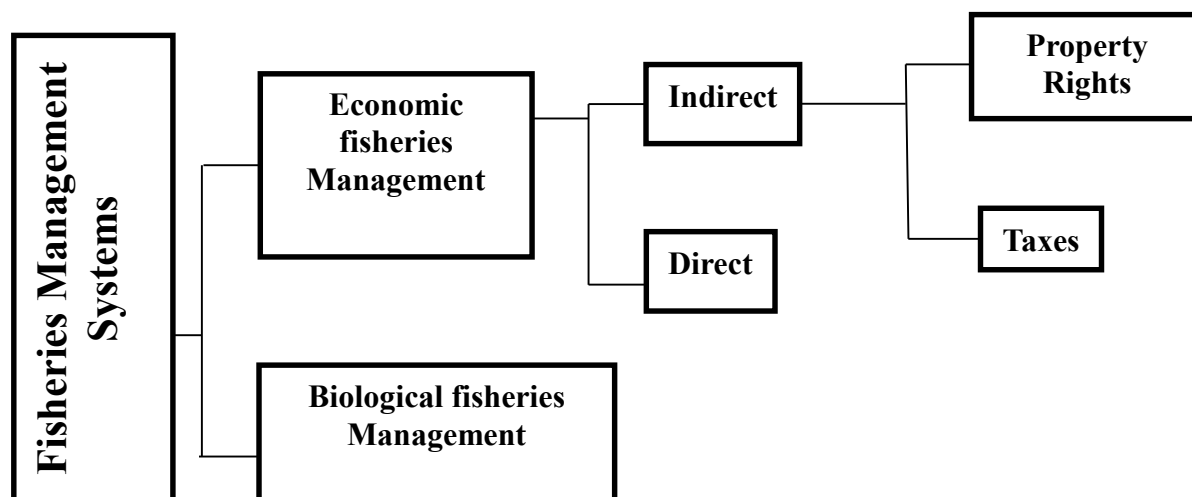 Fisheries Management
Systems
Economic
fisheries
Management
Indirect
Property
Rights
Direct
Taxes
Biological fisheries
Management